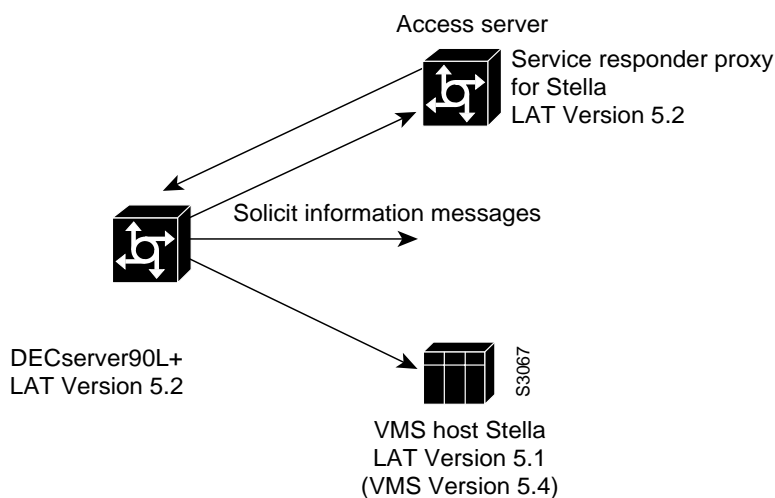 Access server
Service responder proxy
for Stella
LAT Version 5.2
Solicit information messages
DECserver90L+
LAT Version 5.2
S3067
VMS host Stella
LAT Version 5.1
(VMS Version 5.4)